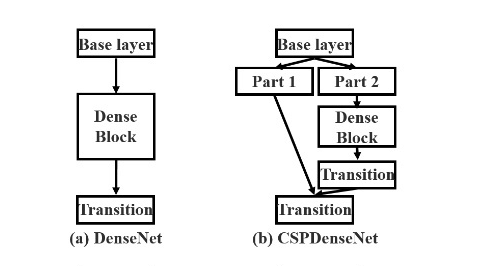 Base layer
Dense
Block
Transition
(a) DenseNet
Base layer
Part 1
Part 2
Dense
Block
Transition
Transition
(b) CSPDenseNet